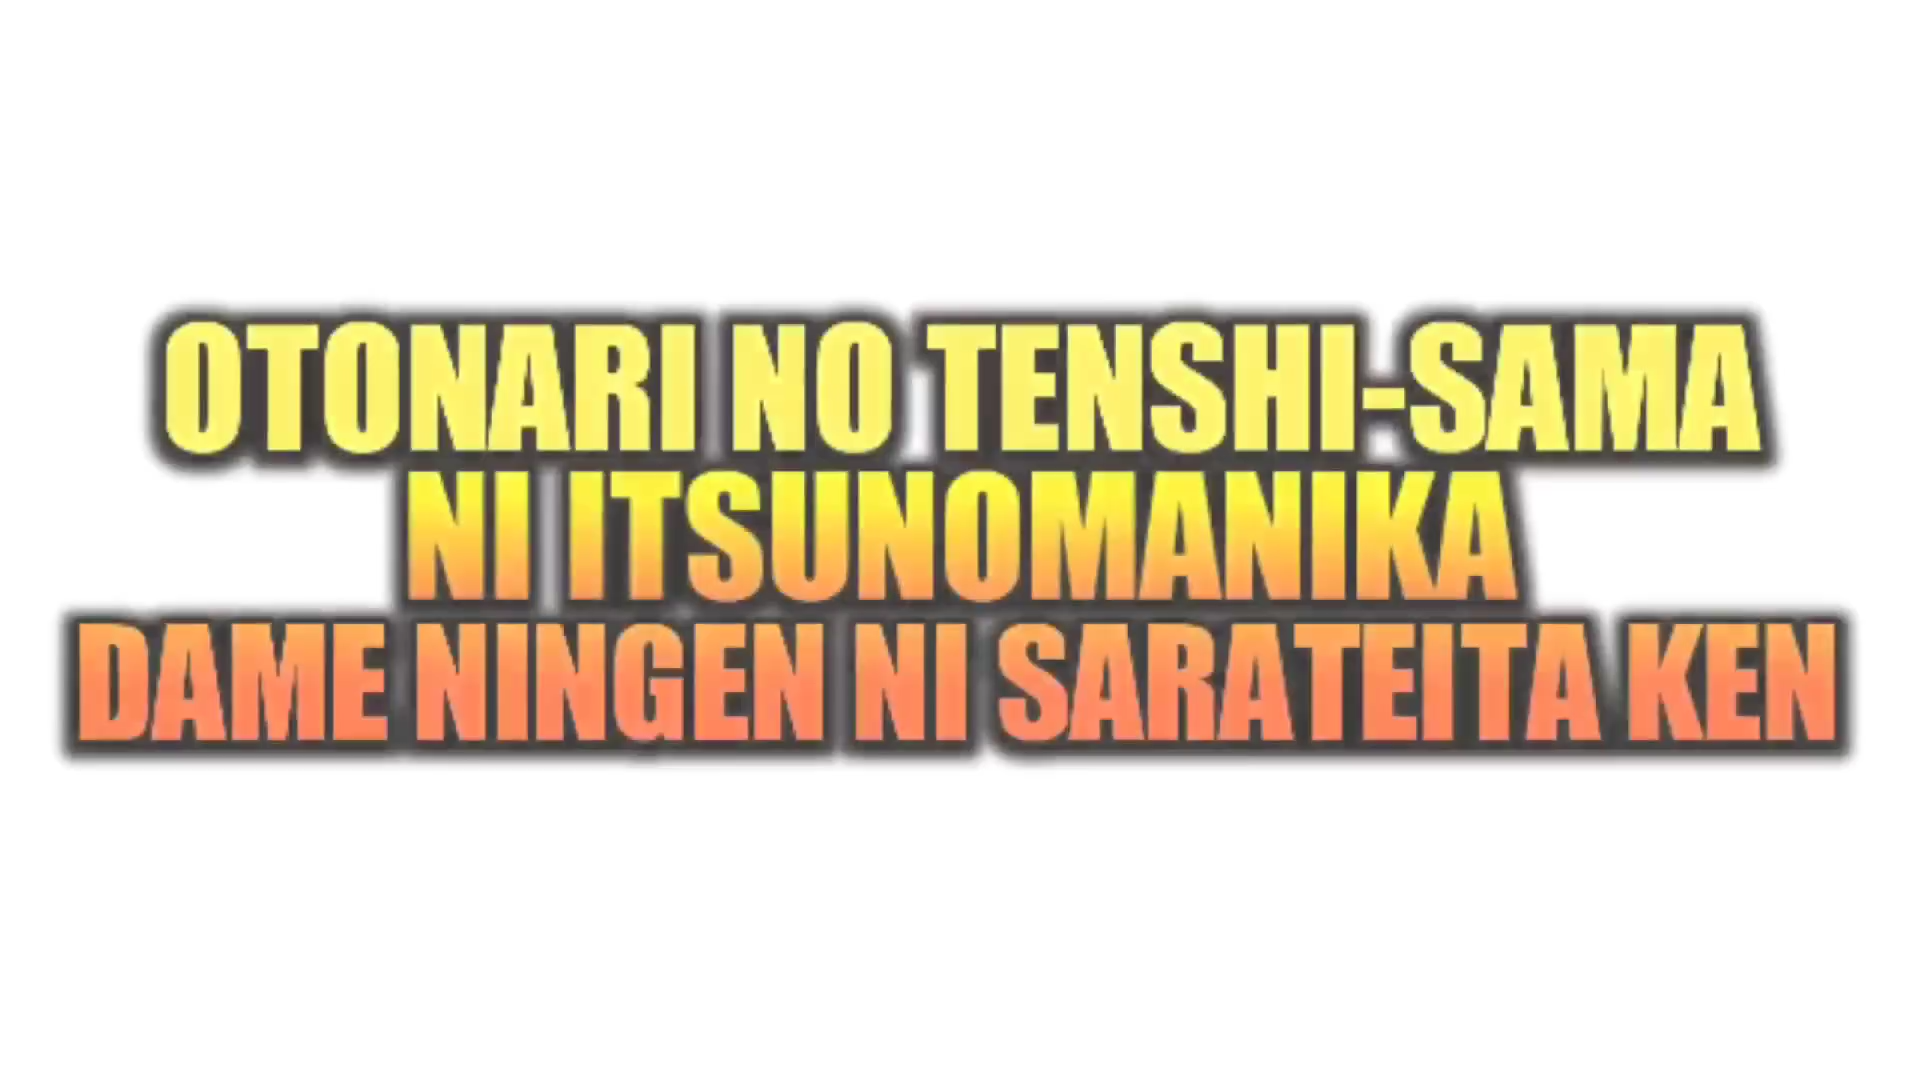 OTONARI NO TENSHI-SAMA
NI ITSUNOMANIKA
DAME NINGEN NI SARATEITA KEN